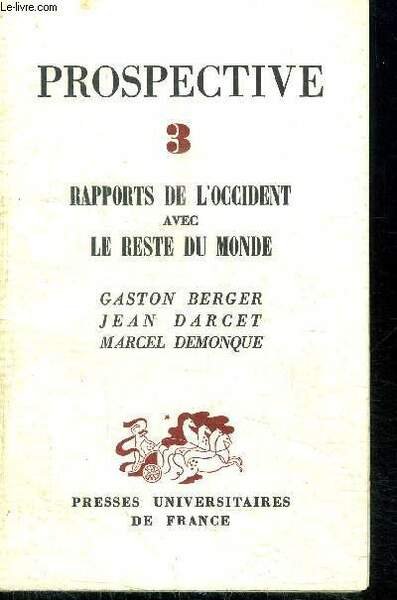 Le-livre.com
PROSPECTIVE
3
RAPPORTS DE L'OCCIDENT
AVEC
LE RESTE DU MONDE
GASTON BERGER
JEAN DARCET
MARCEL DEMONQUE
PRESSES UNIVERSITAIRES
DE FRANCE